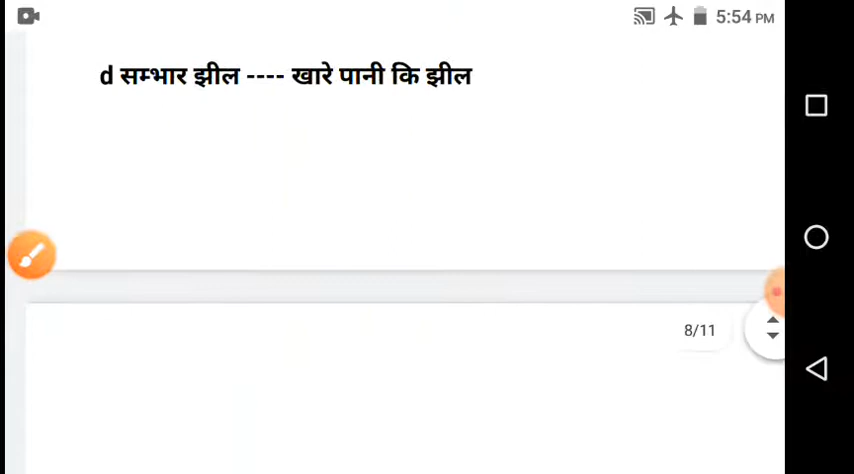 5:54 PM
d सम्भार झील ---- खारे पानी कि झील
8/11